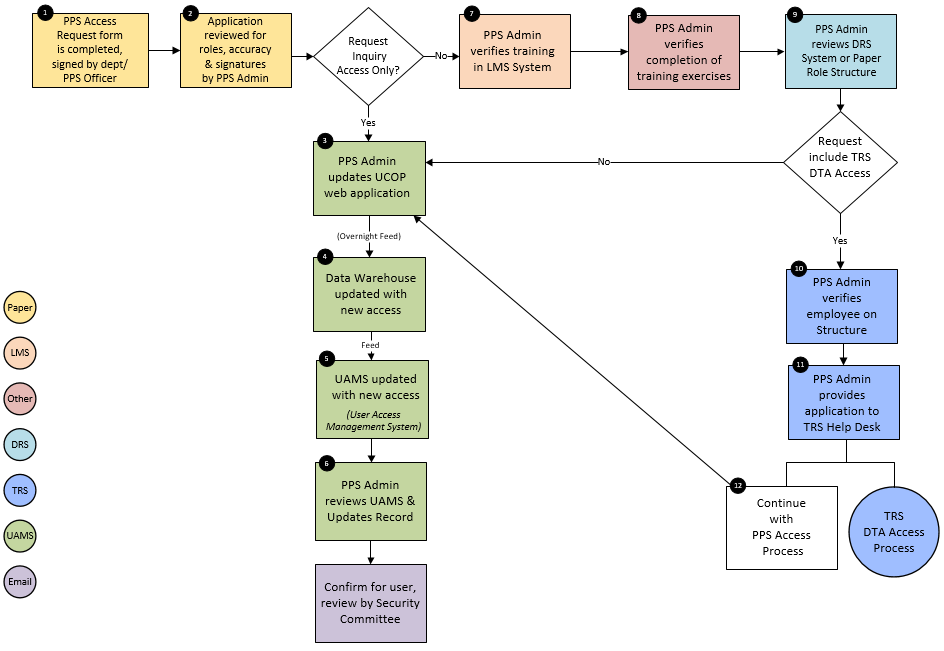 1
PPS Access
Request form
is completed,
signed by dept/
PPS Officer
2
Application
reviewed for
roles, accuracy
& signatures
by PPS Admin
Request
Inquiry
Access Only?
No
7
PPS Admin
verifies training
in LMS System
8
PPS Admin
verifies
completion of
training exercises
9
PPS Admin
reviews DRS
System or Paper
Role Structure
Yes
Request
include TRS
DTA Access
No
3
PPS Admin
updates UCOP
web application
Yes
(Overnight Feed)
4
Data Warehouse
updated with
new access
10
PPS Admin
verifies
employee on
Structure
Feed
5
UAMS updated
with new access
(User Access
Management System)
11
PPS Admin
provides
application to
TRS Help Desk
6
PPS Admin
reviews UAMS &
Updates Record
12
Continue
with
PPS Access
Process
TRS
DTA Access
Process
Confirm for user,
review by Security
Committee
Paper
LMS
Other
DRS
TRS
UAMS
Email